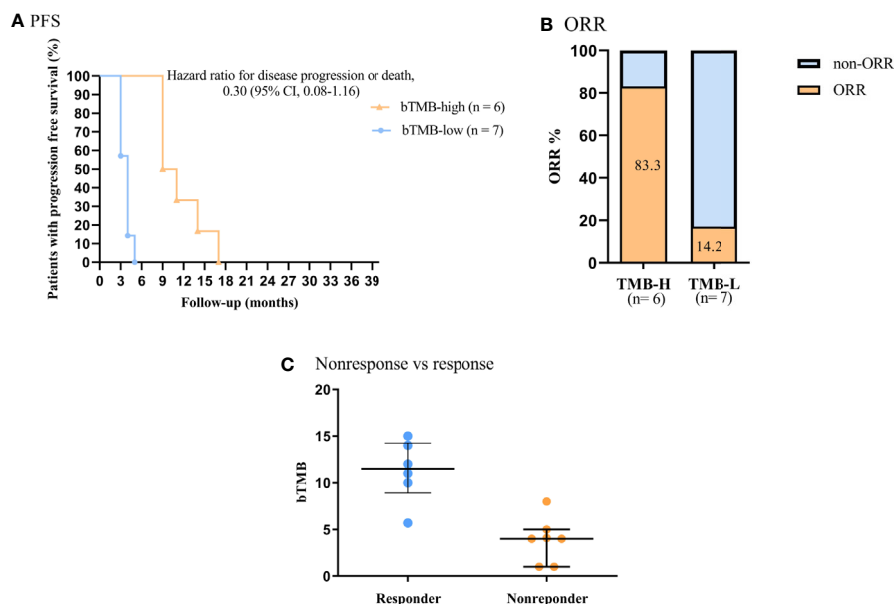 A PFS
Patients with progression free survival (%)
100
90
80
70
60
50
40
30
20
10
0
Hazard ratio for disease progression or death,
0.30 (95% CI, 0.08-1.16)
bTMB-high (n = 6)
bTMB-low (n = 7)
0 3 6 9 12 15 18 21 24 27 30 33 36 39
Follow-up (months)
B ORR
ORR %
100
80
60
40
20
0
83.3
14.2
TMB-H TMB-L
(n= 6) (n= 7)
non-ORR
ORR
C Nonresponse vs response
bTMB
20
15
10
5
0
Responder Nonreponder